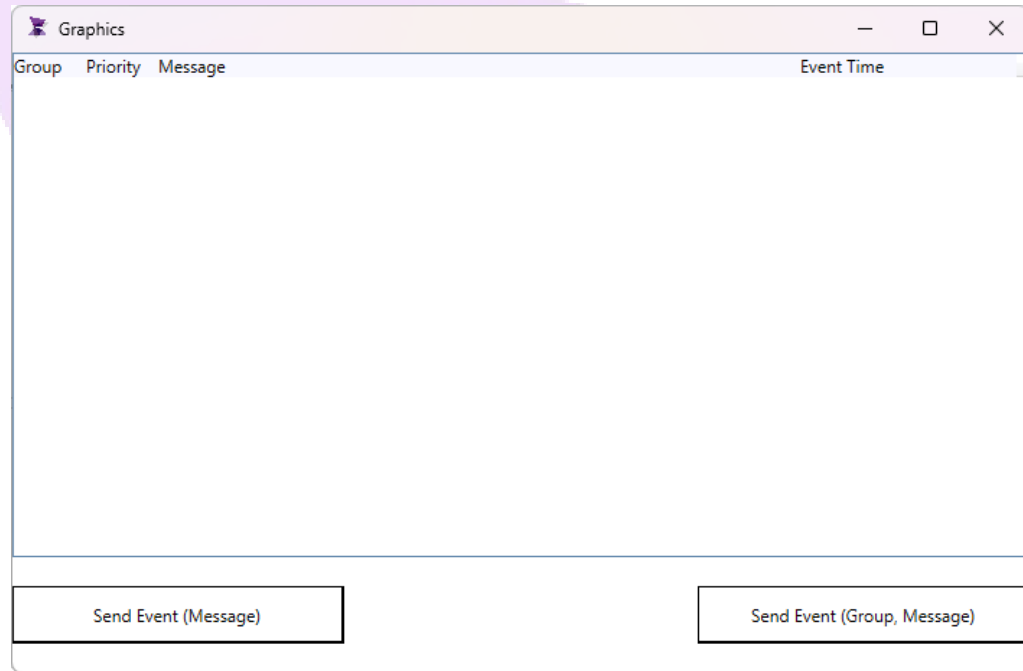 Graphics
Group Priority Message Event Time
Send Event (Message) Send Event (Group, Message)